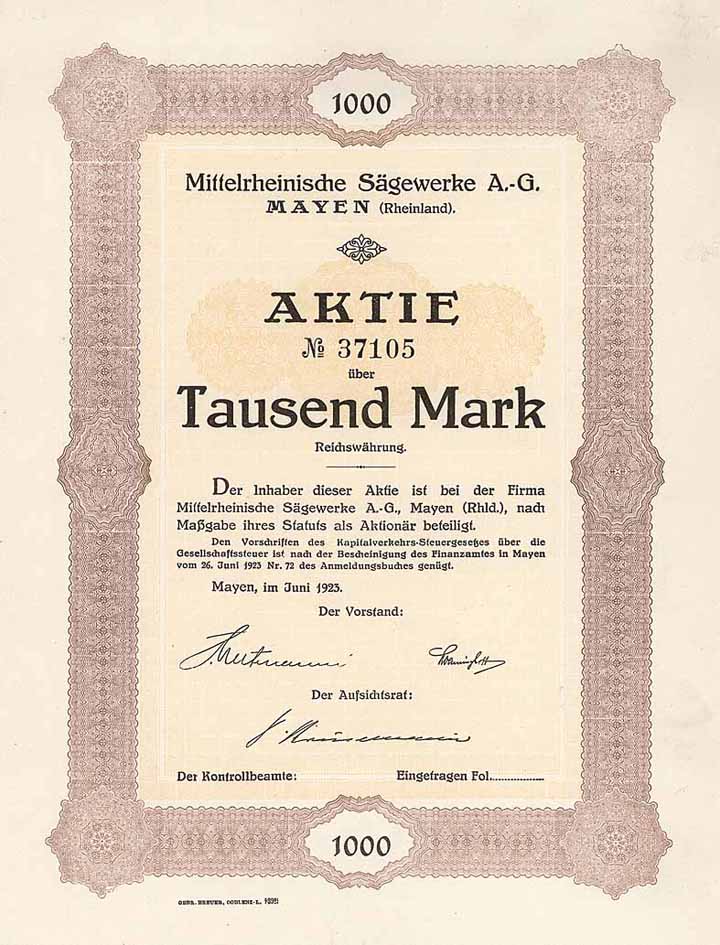 1000
Mittelrheinische Sägewerke A.-G.
MAYEN (Rheinland).
AKTIE
№ 37105
über
Tausend Mark
Reichswährung.
Der Inhaber dieser Aktie ist bei der Firma
Mittelrheinische Sägewerke A.-G., Mayen (Rhld.), nach
Maßgabe ihres Statuts als Aktionär beteiligt.
Den Vorschriften des Kapitalverkehrs-Steuergesetzes über die
Gesellschaftssteuer ist nach der Bescheinigung des Finanzamtes in Mayen
vom 26. Juni 1923 Nr. 72 des Anmeldungsbuches genügt.
Mayen, im Juni 1923.
Der Vorstand:
Der Aufsichtsrat:
Der Kontrollbeamte: Eingetragen Fol.
1000
GEBR. BREUER, COBLENZ-L.